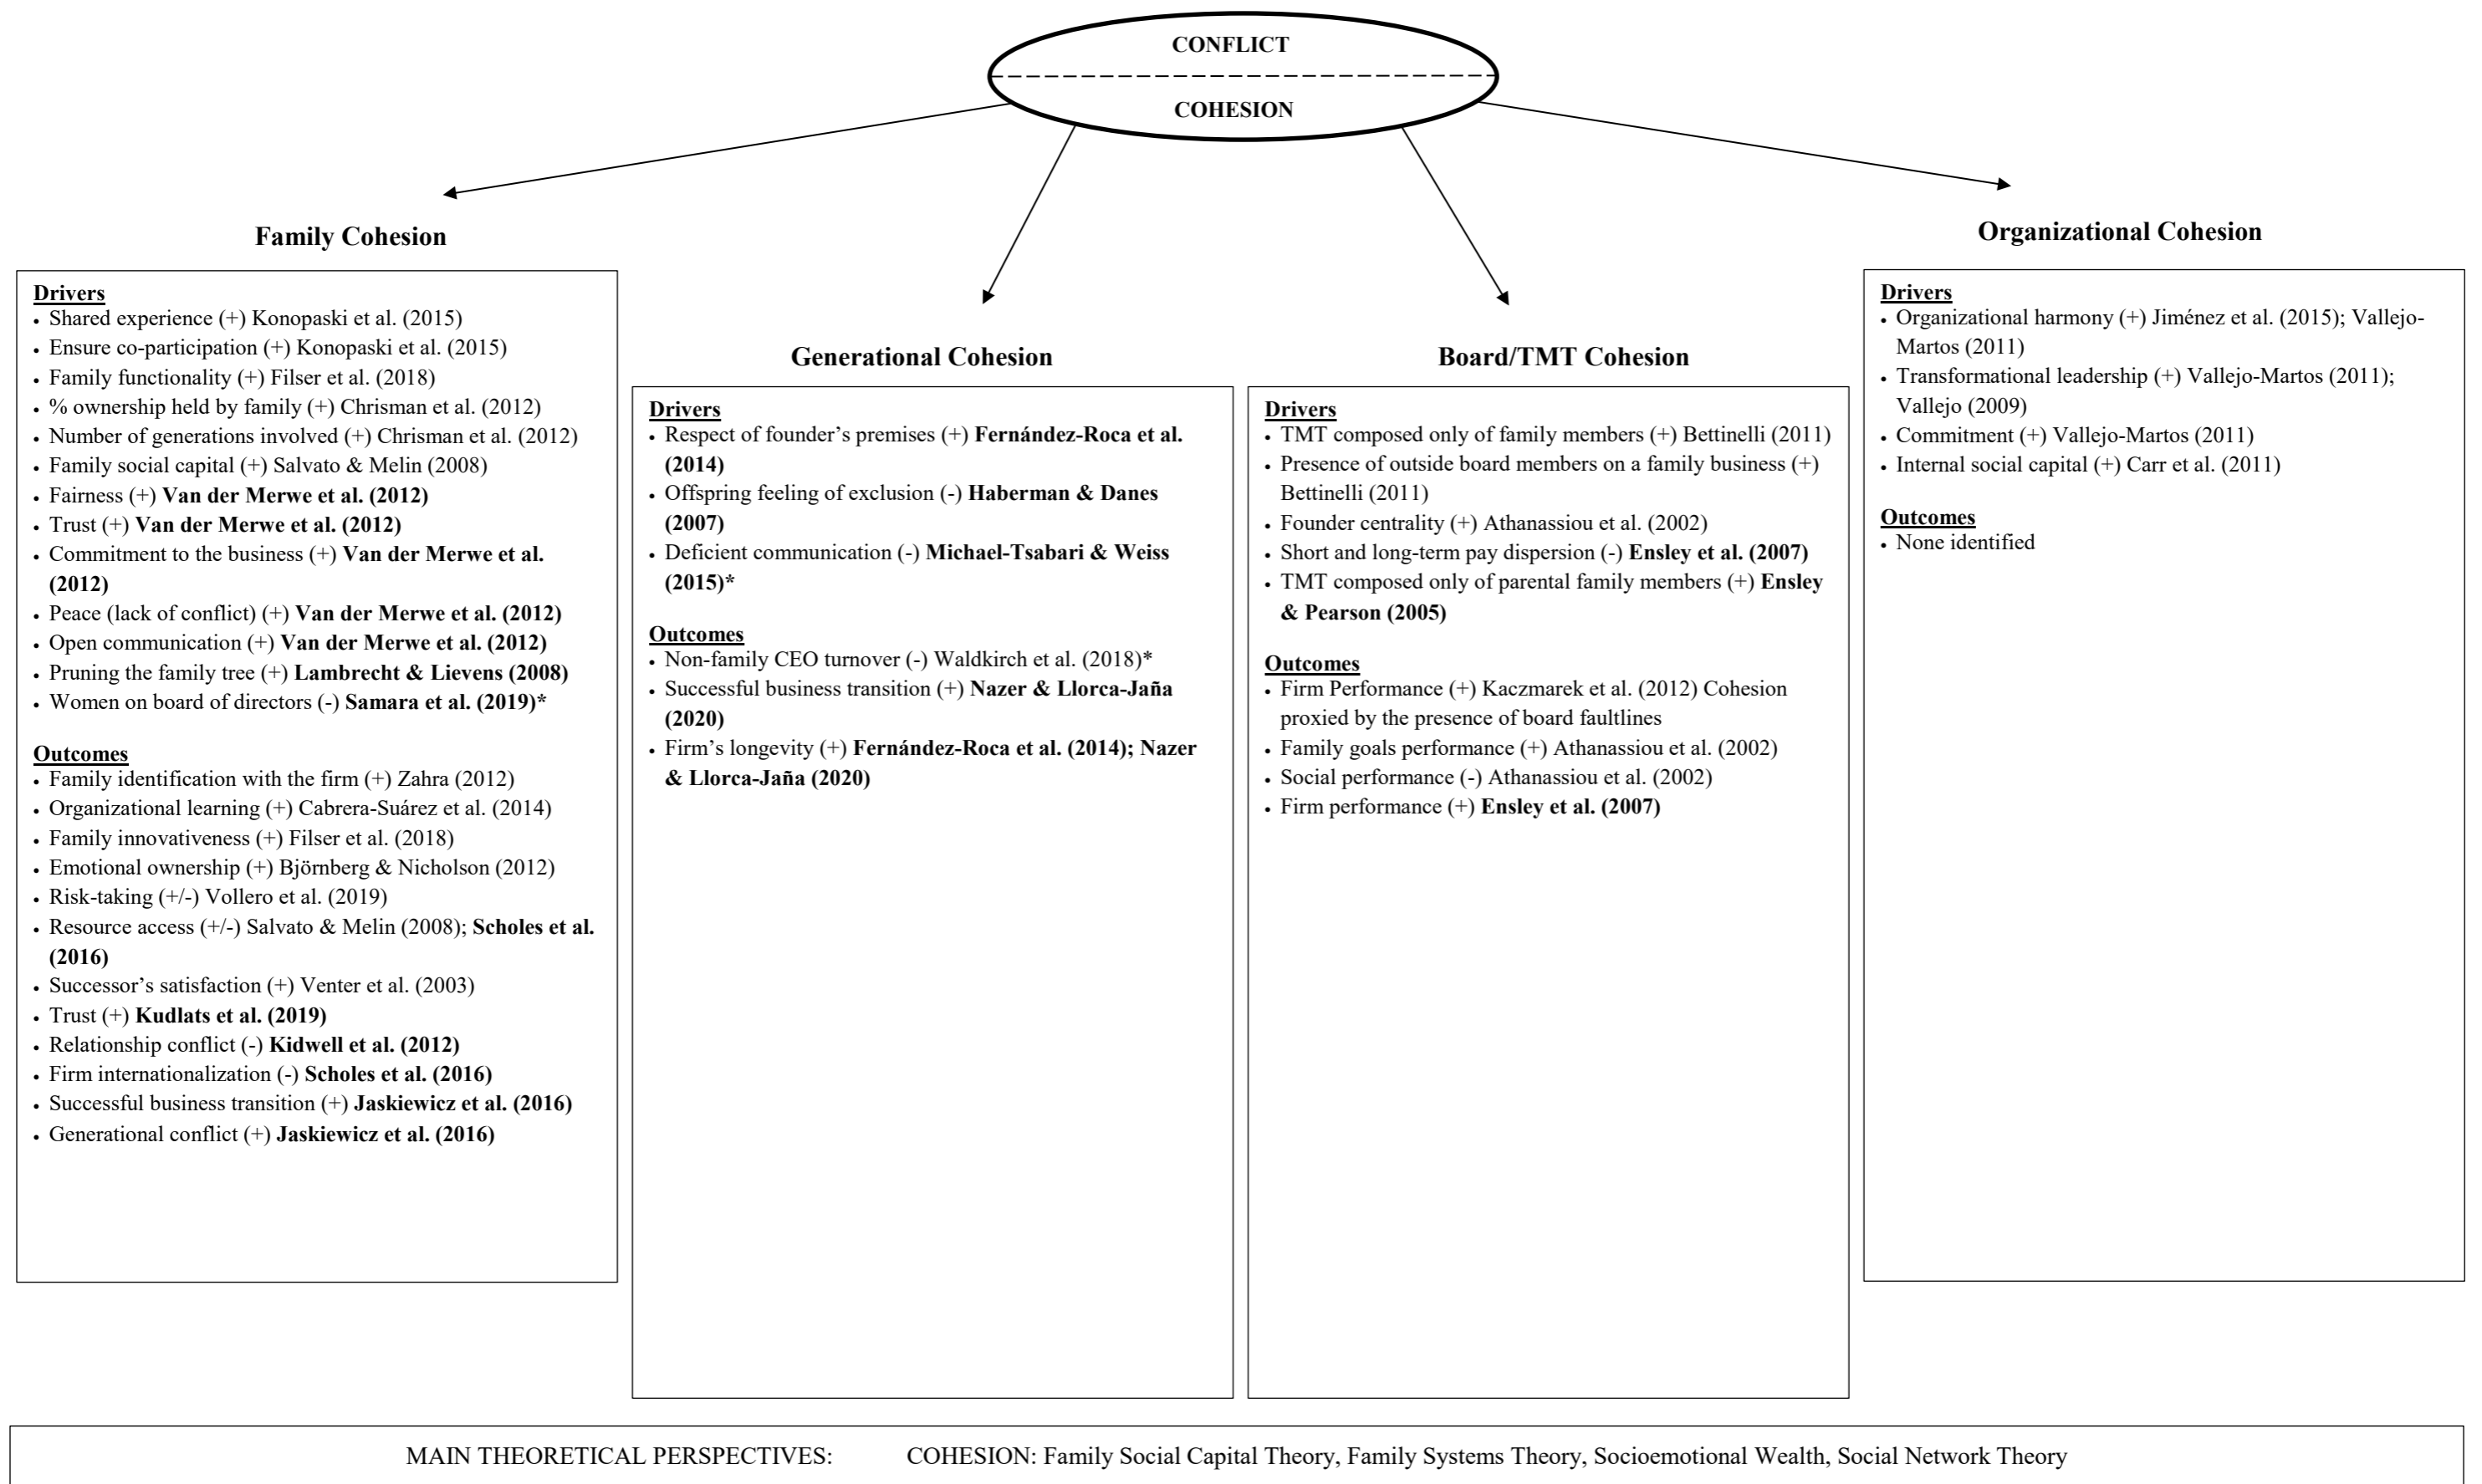 CONFLICT
COHESION
Family Cohesion
Drivers
• Shared experience (+) Konopaski et al. (2015)
• Ensure co-participation (+) Konopaski et al. (2015)
• Family functionality (+) Filser et al. (2018)
• % ownership held by family (+) Chrisman et al. (2012)
• Number of generations involved (+) Chrisman et al. (2012)
• Family social capital (+) Salvato & Melin (2008)
• Fairness (+) Van der Merwe et al. (2012)
• Trust (+) Van der Merwe et al. (2012)
• Commitment to the business (+) Van der Merwe et al.
(2012)
• Peace (lack of conflict) (+) Van der Merwe et al. (2012)
• Open communication (+) Van der Merwe et al. (2012)
• Pruning the family tree (+) Lambrecht & Lievens (2008)
• Women on board of directors (-) Samara et al. (2019)*
Outcomes
• Family identification with the firm (+) Zahra (2012)
• Organizational learning (+) Cabrera-Suárez et al. (2014)
• Family innovativeness (+) Filser et al. (2018)
• Emotional ownership (+) Björnberg & Nicholson (2012)
• Risk-taking (+/-) Vollero et al. (2019)
• Resource access (+/-) Salvato & Melin (2008); Scholes et al.
(2016)
• Successor’s satisfaction (+) Venter et al. (2003)
• Trust (+) Kudlats et al. (2019)
• Relationship conflict (-) Kidwell et al. (2012)
• Firm internationalization (-) Scholes et al. (2016)
• Successful business transition (+) Jaskiewicz et al. (2016)
• Generational conflict (+) Jaskiewicz et al. (2016)
Generational Cohesion
Drivers
• Respect of founder’s premises (+) Fernández-Roca et al.
(2014)
• Offspring feeling of exclusion (-) Haberman & Danes
(2007)
• Deficient communication (-) Michael-Tsabari & Weiss
(2015)*
Outcomes
• Non-family CEO turnover (-) Waldkirch et al. (2018)*
• Successful business transition (+) Nazer & Llorca-Jaña
(2020)
• Firm’s longevity (+) Fernández-Roca et al. (2014); Nazer
& Llorca-Jaña (2020)
Board/TMT Cohesion
Drivers
• TMT composed only of family members (+) Bettinelli (2011)
• Presence of outside board members on a family business (+)
Bettinelli (2011)
• Founder centrality (+) Athanassiou et al. (2002)
• Short and long-term pay dispersion (-) Ensley et al. (2007)
• TMT composed only of parental family members (+) Ensley
& Pearson (2005)
Outcomes
• Firm Performance (+) Kaczmarek et al. (2012) Cohesion
proxied by the presence of board faultlines
• Family goals performance (+) Athanassiou et al. (2002)
• Social performance (-) Athanassiou et al. (2002)
• Firm performance (+) Ensley et al. (2007)
Organizational Cohesion
Drivers
• Organizational harmony (+) Jiménez et al. (2015); Vallejo-
Martos (2011)
• Transformational leadership (+) Vallejo-Martos (2011);
Vallejo (2009)
• Commitment (+) Vallejo-Martos (2011)
• Internal social capital (+) Carr et al. (2011)
Outcomes
• None identified
MAIN THEORETICAL PERSPECTIVES: COHESION: Family Social Capital Theory, Family Systems Theory, Socioemotional Wealth, Social Network Theory